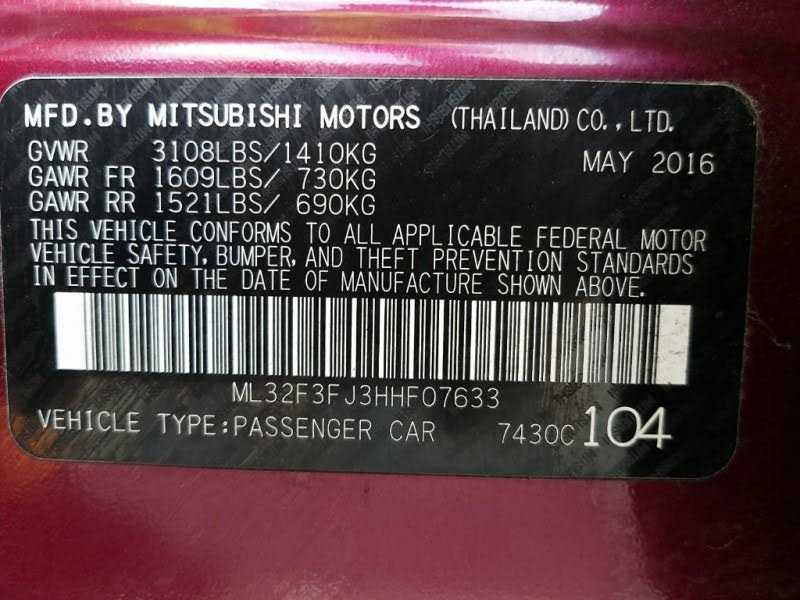 MFD.BY MITSUBISHI MOTORS (THAILAND)CO.,LTD.
GVWR 3108LBS/1410KG MAY 2016
GAWR FR 1609LBS/ 730KG
GAWR RR 1521LBS/ 690KG
THIS VEHICLE CONFORMS TO ALL APPLICABLE FEDERAL MOTOR
VEHICLE SAFETY, BUMPER, AND THEFT PREVENTION STANDARDS
IN EFFECT ON THE DATE OF MANUFACTURE SHOWN ABOVE.
ML32F3FJ3HHF07633
VEHICLE TYPE:PASSENGER CAR 7430C 104